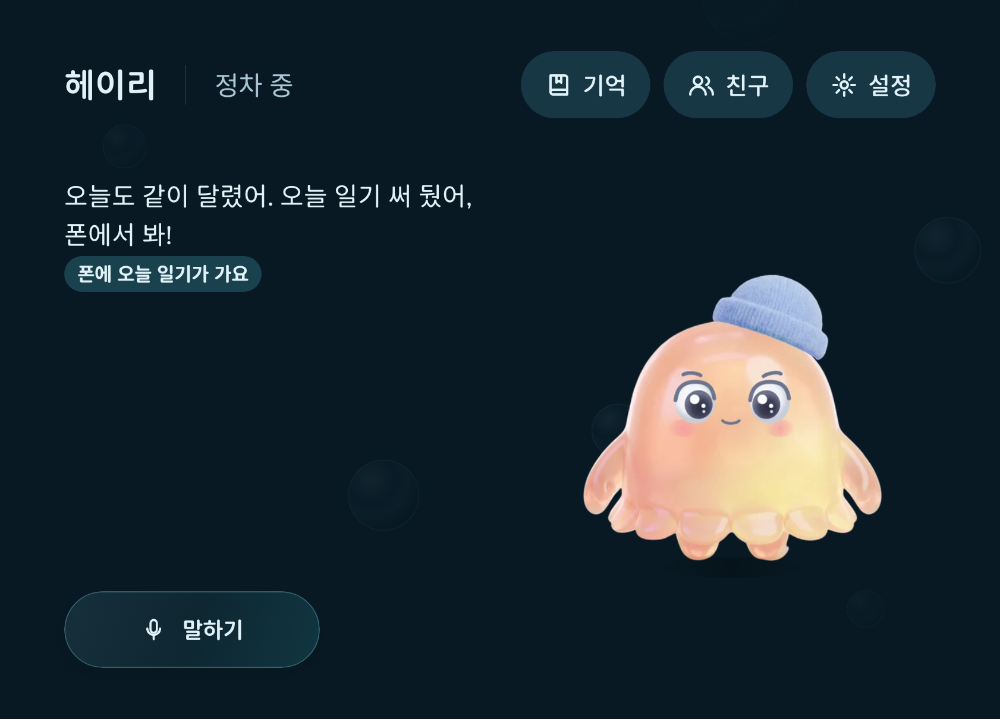 헤이리
정차 중
기억
친구
설정
오늘도 같이 달렸어. 오늘 일기 써 뒀어,
폰에서 봐!
폰에 오늘 일기가 가요
말하기